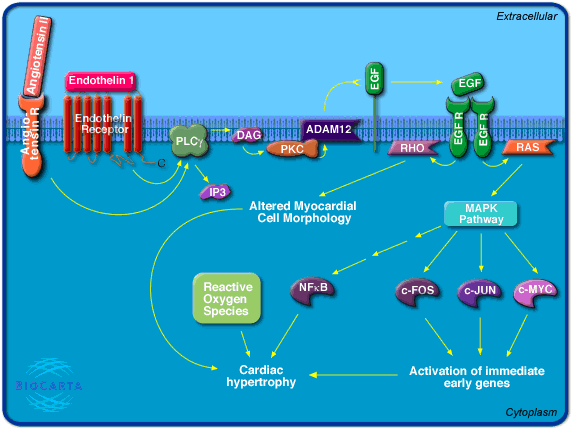 Extracellular
Angiotensin II
Angio
tensin R
Endothelin 1
Endothelin
Receptor
PLCγ
DAG
PKC
ADAM12
IP3
EGF
EGF
EGF R
EGF R
RHO
RAS
Altered Myocardial
Cell Morphology
MAPK
Pathway
Reactive
Oxygen
Species
NFκB
c-FOS
c-JUN
c-MYC
Cardiac
hypertrophy
Activation of immediate
early genes
BIOCARTA
Cytoplasm